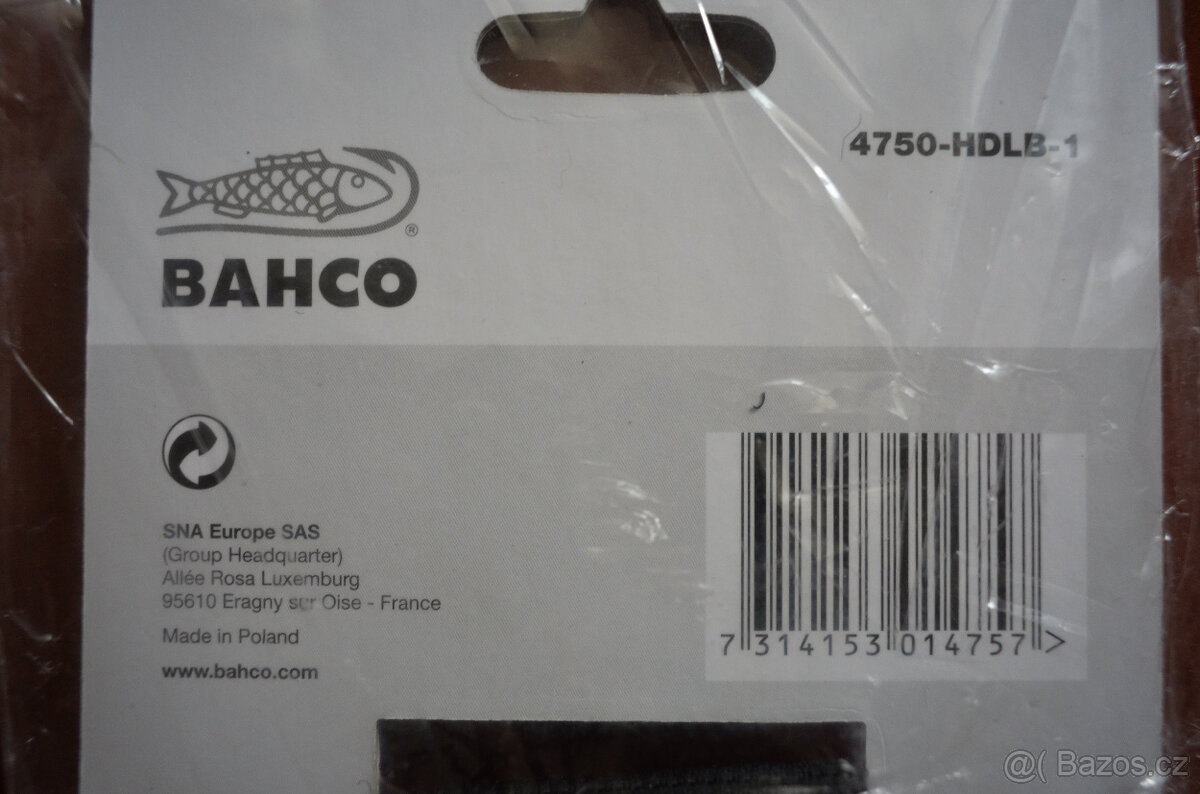 4750-HDLB-1
®
BAHCO
SNA Europe SAS
(Group Headquarter)
Allée Rosa Luxemburg
95610 Eragny sur Oise - France
Made in Poland
www.bahco.com
7 314153 014757 >
@( Bazos.cz